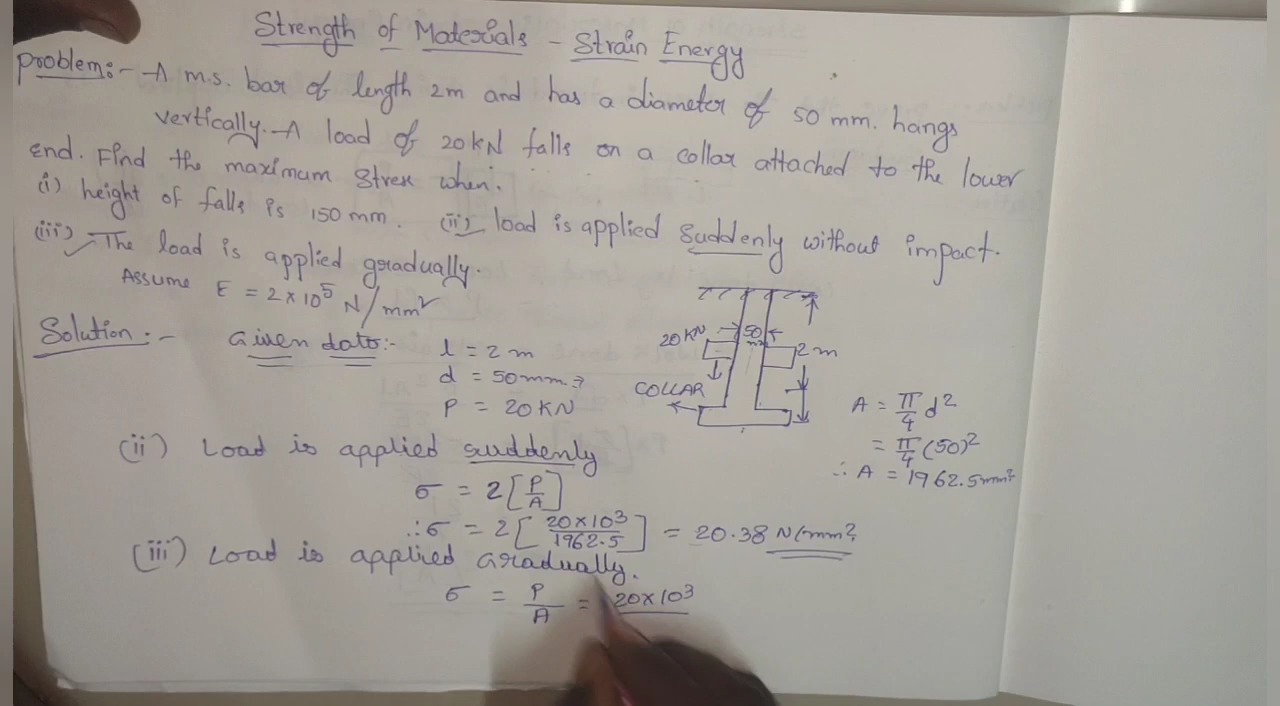 Strength of Materials - Strain Energy
Problem:- A m.s. bar of length 2m and has a diameter of 50 mm. hangs
vertically. A load of 20kN falls on a collar attached to the lower
end. Find the maximum stress when.
(i) height of falls is 150 mm. (ii) load is applied suddenly without impact.
(iii) The load is applied gradually.
Assume E = 2 × 10⁵ N/mm²
Solution:- Given data:-
l = 2 m
d = 50mm.
P = 20 KN
20 KN
50
2 m
COLLAR
A = π/4 d²
= π/4 (50)²
∴ A = 1962.5mm²
(ii) Load is applied suddenly
σ = 2[P/A]
∴ σ = 2[20×10³/1962.5] = 20.38 N/mm²
(iii) Load is applied Gradually.
σ = P/A = 20×10³